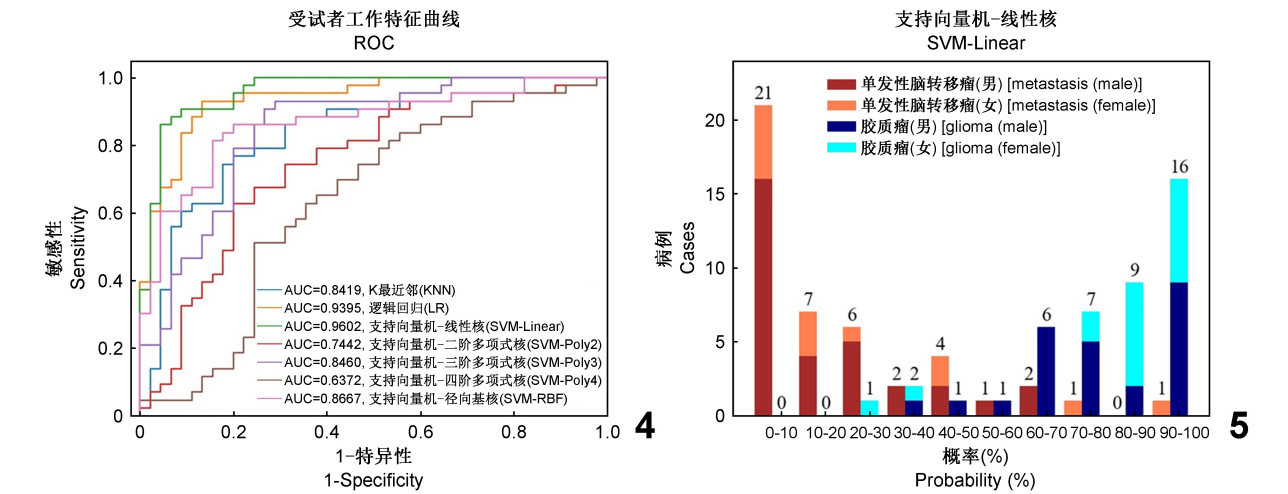 受试者工作特征曲线
ROC
1.0
0.8
0.6
0.4
0.2
0
敏感性
Sensitivity
AUC=0.8419, K最近邻(KNN)
AUC=0.9395, 逻辑回归(LR)
AUC=0.9602, 支持向量机-线性核(SVM-Linear)
AUC=0.7442, 支持向量机-二阶多项式核(SVM-Poly2)
AUC=0.8460, 支持向量机-三阶多项式核(SVM-Poly3)
AUC=0.6372, 支持向量机-四阶多项式核(SVM-Poly4)
AUC=0.8667, 支持向量机-径向基核(SVM-RBF)
0 0.2 0.4 0.6 0.8 1.0
1-特异性
1-Specificity
4
支持向量机-线性核
SVM-Linear
单发性脑转移瘤(男) [metastasis (male)]
单发性脑转移瘤(女) [metastasis (female)]
胶质瘤(男) [glioma (male)]
胶质瘤(女) [glioma (female)]
20
15
10
5
0
病例
Cases
21 0 7 0 6 1 2 2 4 1 1 1 2 6 1 7 0 9 1 16
0-10 10-20 20-30 30-40 40-50 50-60 60-70 70-80 80-90 90-100
概率(%)
Probability (%)
5